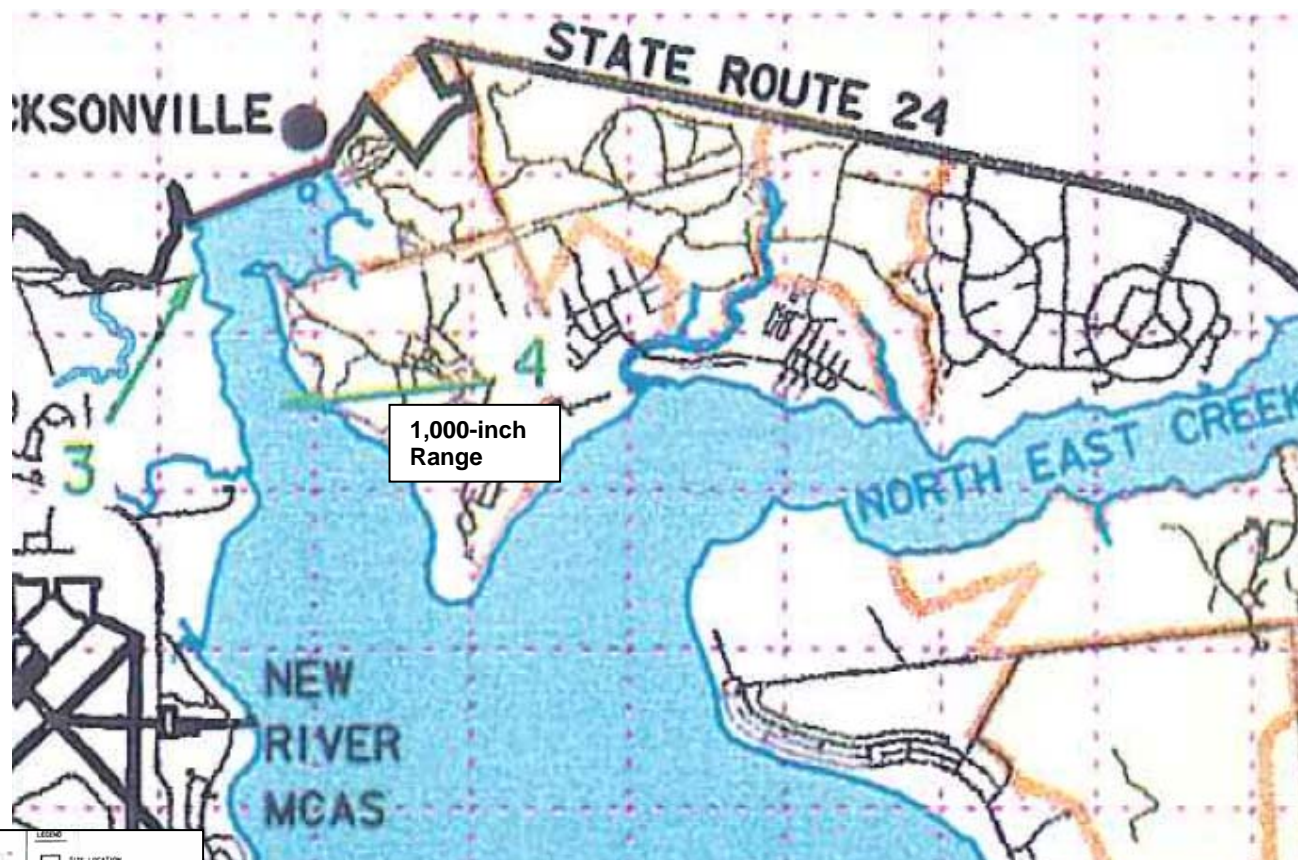 STATE ROUTE 24
CKSONVILLE
4
1,000-inch
Range
3
NORTH EAST CREEK
NEW
RIVER
MCAS
LEGEND